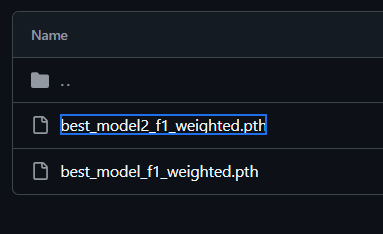 Name
..
best_model2_f1_weighted.pth
best_model_f1_weighted.pth